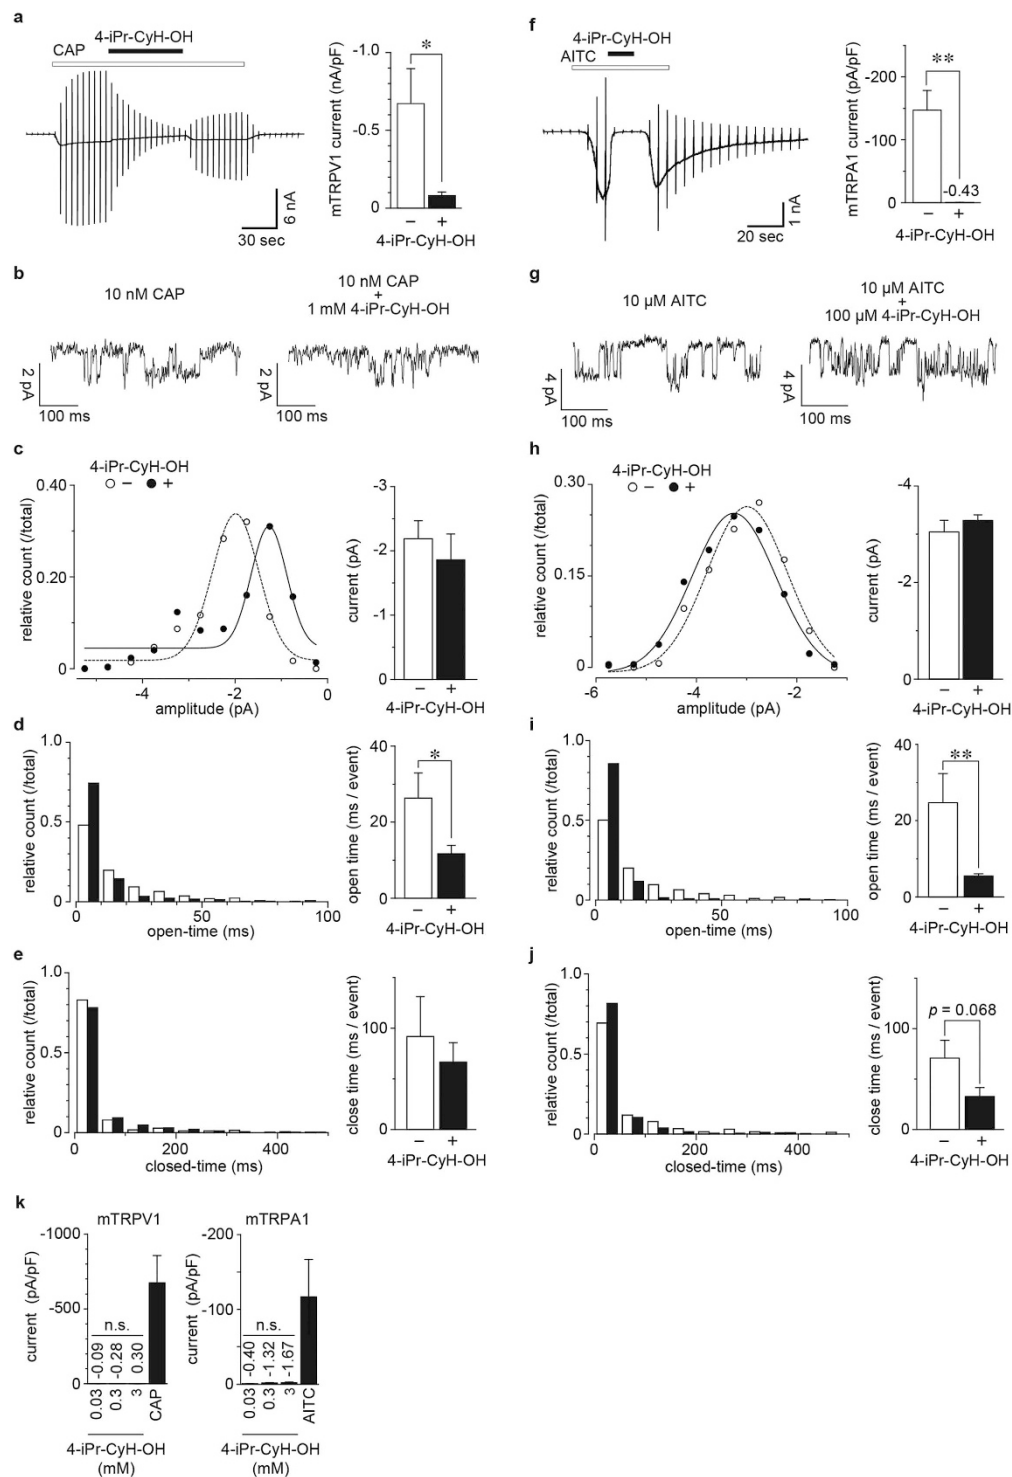 a
4-iPr-CyH-OH
CAP
6 nA
30 sec
mTRPV1 current (nA/pF)
-1.0
-0.5
0
*
− +
4-iPr-CyH-OH
f
4-iPr-CyH-OH
AITC
1 nA
20 sec
mTRPA1 current (pA/pF)
-200
-100
0
**
-0.43
− +
4-iPr-CyH-OH
b
10 nM CAP
10 nM CAP
+
1 mM 4-iPr-CyH-OH
2 pA
100 ms
2 pA
100 ms
g
10 µM AITC
10 µM AITC
+
100 µM 4-iPr-CyH-OH
4 pA
100 ms
4 pA
100 ms
c
4-iPr-CyH-OH
− +
relative count (/total)
0.40
0.20
0
-4 -2 0
amplitude (pA)
current (pA)
-3
-2
-1
0
− +
4-iPr-CyH-OH
h
4-iPr-CyH-OH
− +
relative count (/total)
0.30
0.15
0
-6 -4 -2
amplitude (pA)
current (pA)
-4
-2
0
− +
4-iPr-CyH-OH
d
relative count (/total)
1.0
0.5
0
0 50 100
open-time (ms)
open time (ms / event)
40
20
0
*
− +
4-iPr-CyH-OH
i
relative count (/total)
1.0
0.5
0
0 50 100
open-time (ms)
open time (ms / event)
40
20
0
**
− +
4-iPr-CyH-OH
e
relative count (/total)
1.0
0.5
0
0 200 400
closed-time (ms)
close time (ms / event)
100
0
− +
4-iPr-CyH-OH
j
relative count (/total)
1.0
0.5
0
0 200 400
closed-time (ms)
close time (ms / event)
100
0
p = 0.068
− +
4-iPr-CyH-OH
k
mTRPV1
current (pA/pF)
-1000
-500
0
n.s.
-0.09 -0.28 0.30
0.03 0.3 3 CAP
4-iPr-CyH-OH
(mM)
mTRPA1
current (pA/pF)
-200
-100
0
n.s.
-0.40 -1.32 -1.67
0.03 0.3 3 AITC
4-iPr-CyH-OH
(mM)